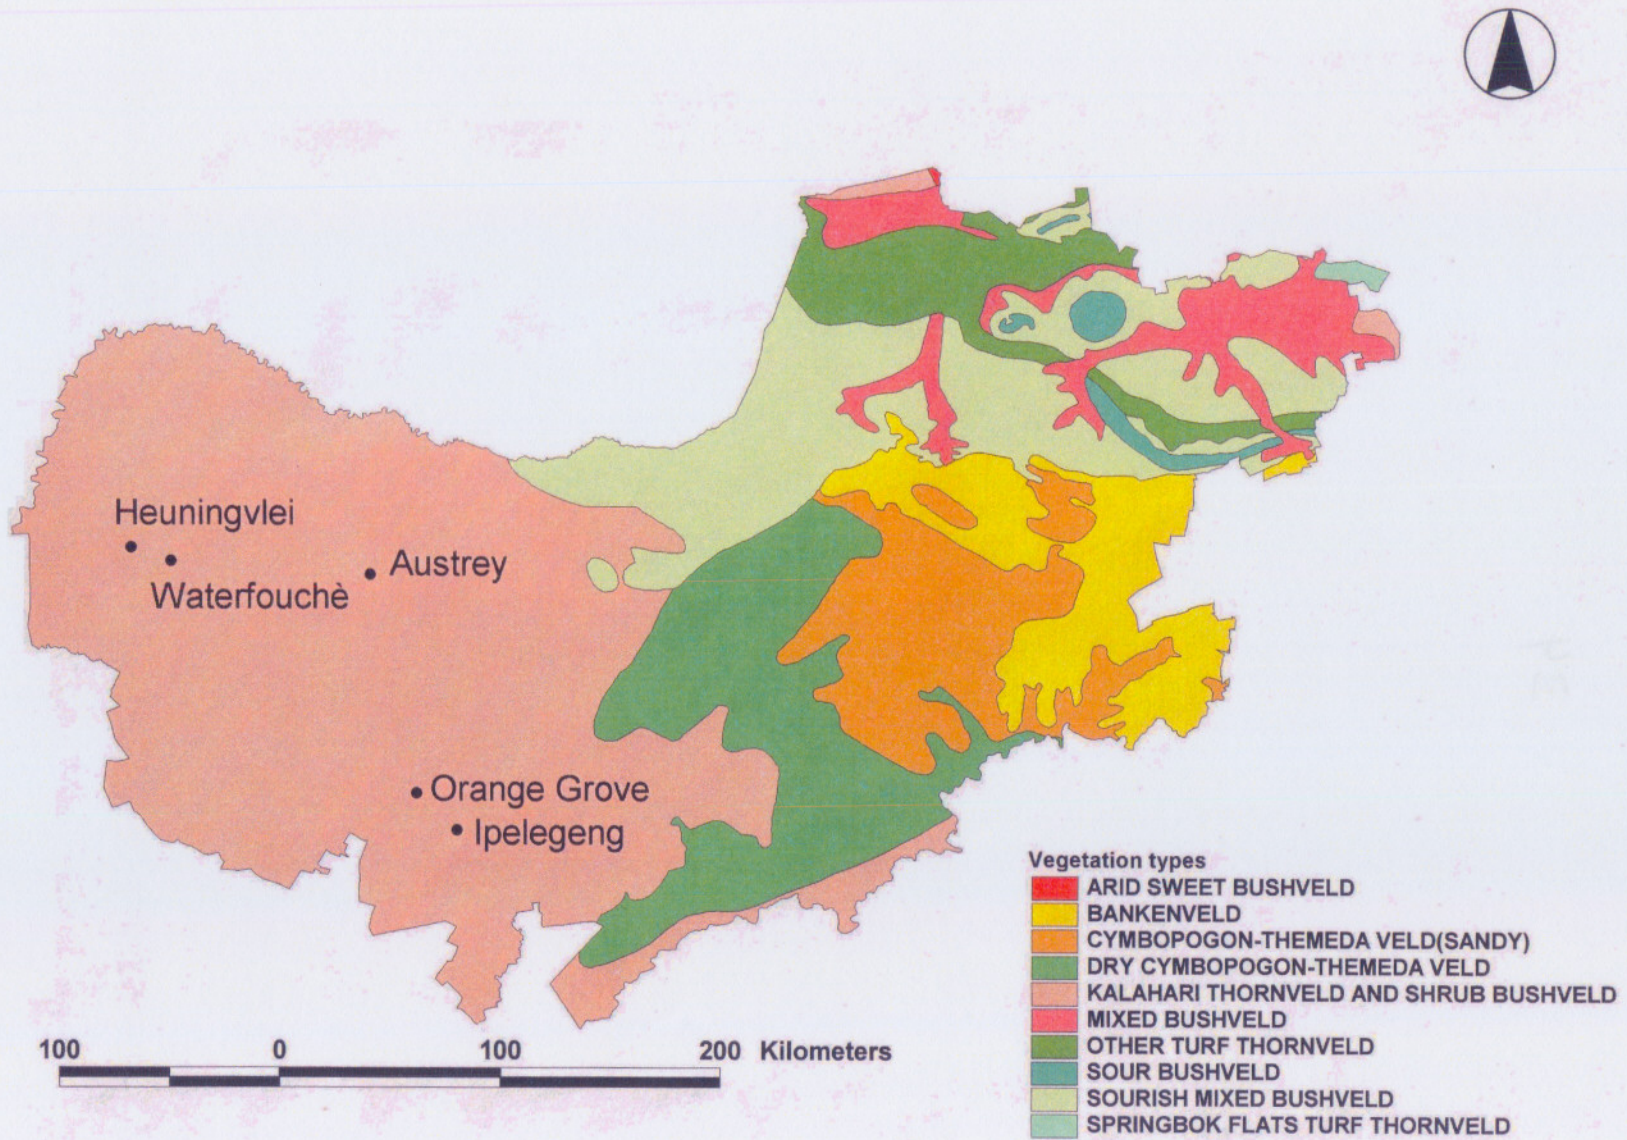 Heuningvlei
Austrey
Waterfouchè
Orange Grove
Ipelegeng
Vegetation types
ARID SWEET BUSHVELD
BANKENVELD
CYMBOPOGON-THEMEDA VELD(SANDY)
DRY CYMBOPOGON-THEMEDA VELD
KALAHARI THORNVELD AND SHRUB BUSHVELD
MIXED BUSHVELD
OTHER TURF THORNVELD
SOUR BUSHVELD
SOURISH MIXED BUSHVELD
SPRINGBOK FLATS TURF THORNVELD
100 0 100 200 Kilometers